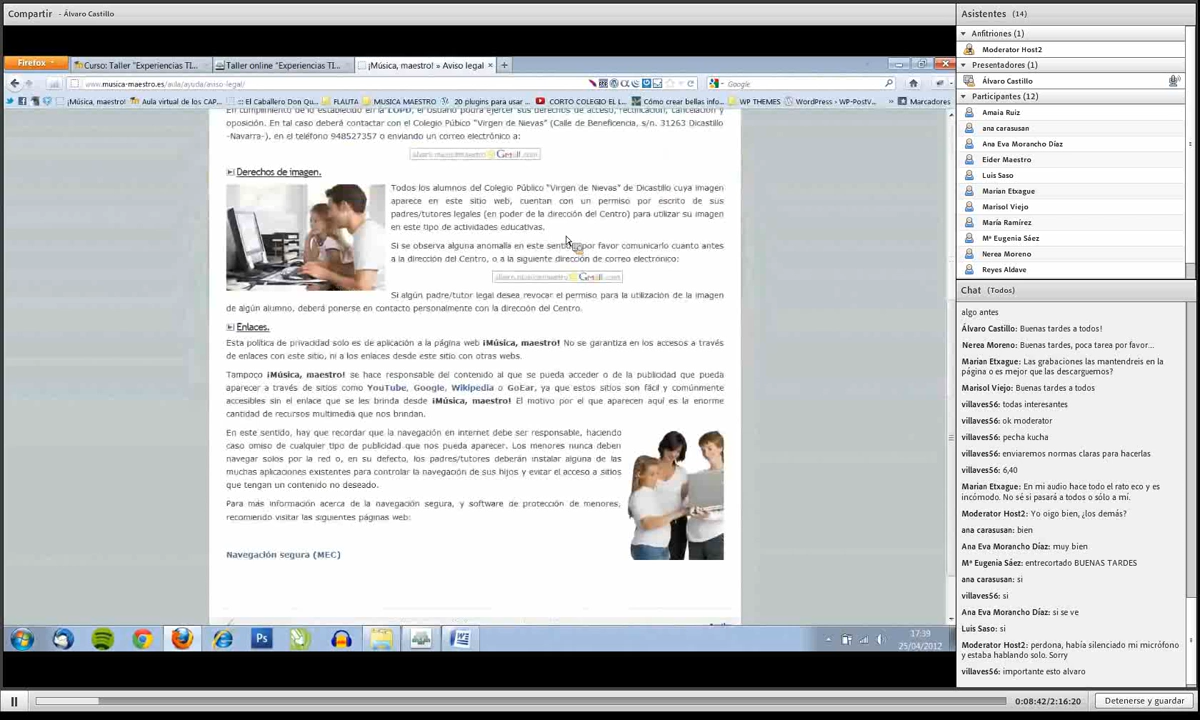 Compartir - Álvaro Castillo
Firefox
Curso: Taller "Experiencias TI...
Taller online "Experiencias TI...
¡Música, maestro! » Aviso legal
www.musica-maestro.es/aula/ayuda/aviso-legal/
Google
¡Música, maestro!
Aula virtual de los CAP...
El Caballero Don Qu...
FLAUTA
MUSICA MAESTRO
20 plugins para usar ...
CORTO COLEGIO EL L...
Cómo crear bellas info...
WP THEMES
WordPress › WP-PostV...
Marcadores
En cumplimiento de lo establecido en la LOPD, el Usuario podrá ejercer sus derechos de acceso, rectificación, cancelación y
oposición. En tal caso deberá contactar con el Colegio Púbico "Virgen de Nievas" (Calle de Beneficencia, s/n. 31263 Dicastillo
-Navarra-), en el teléfono 948527357 o enviando un correo electrónico a:
Gmail.com
Derechos de imagen.
Todos los alumnos del Colegio Público "Virgen de Nievas" de Dicastillo cuya imagen
aparece en este sitio web, cuentan con un permiso por escrito de sus
padres/tutores legales (en poder de la dirección del Centro) para utilizar su imagen
en este tipo de actividades educativas.
Si se observa alguna anomalía en este sentido, por favor comunicarlo cuanto antes
a la dirección del Centro, o a la siguiente dirección de correo electrónico:
Gmail.com
Si algún padre/tutor legal desea revocar el permiso para la utilización de la imagen
de algún alumno, deberá ponerse en contacto personalmente con la dirección del Centro.
Enlaces.
Esta política de privacidad solo es de aplicación a la página web ¡Música, maestro! No se garantiza en los accesos a través
de enlaces con este sitio, ni a los enlaces desde este sitio con otras webs.
Tampoco ¡Música, maestro! se hace responsable del contenido al que se pueda acceder o de la publicidad que pueda
aparecer a través de sitios como YouTube, Google, Wikipedia o GoEar, ya que estos sitios son fácil y comúnmente
accesibles sin el enlace que se les brinda desde ¡Música, maestro! El motivo por el que aparecen aquí es la enorme
cantidad de recursos multimedia que nos brindan.
En este sentido, hay que recordar que la navegación en internet debe ser responsable, haciendo
caso omiso de cualquier tipo de publicidad que nos pueda aparecer. Los menores nunca deben
navegar solos por la red o, en su defecto, los padres/tutores deberán instalar alguna de las
muchas aplicaciones existentes para controlar la navegación de sus hijos y evitar el acceso a sitios
que tengan un contenido no deseado.
Para más información acerca de la navegación segura, y software de protección de menores,
recomiendo visitar las siguientes páginas web:
Navegación segura (MEC)
17:39
25/04/2012
Asistentes (14)
Anfitriones (1)
Moderator Host2
Presentadores (1)
Álvaro Castillo
Participantes (12)
Amaia Ruiz
ana carasusan
Ana Eva Morancho Díaz
Eider Maestro
Luis Saso
Marian Etxague
Marisol Viejo
María Ramírez
Mª Eugenia Sáez
Nerea Moreno
Reyes Aldave
Chat (Todos)
algo antes
Álvaro Castillo: Buenas tardes a todos!
Nerea Moreno: Buenas tardes, poca tarea por favor...
Marian Etxague: Las grabaciones las mantendreis en la
página o es mejor que las descarguemos?
Marisol Viejo: Buenas tardes a todos
villaves56: todas interesantes
villaves56: ok moderator
villaves56: pecha kucha
villaves56: enviaremos normas claras para hacerlas
villaves56: 6,40
Marian Etxague: En mi audio hace todo el rato eco y es
incómodo. No sé si pasará a todos o sólo a mí.
Moderator Host2: Yo oigo bien, ¿los demás?
ana carasusan: bien
Ana Eva Morancho Díaz: muy bien
Mª Eugenia Sáez: entrecortado BUENAS TARDES
ana carasusan: si
villaves56: si
Ana Eva Morancho Díaz: si se ve
Luis Saso: si
Moderator Host2: perdona, había silenciado mi micrófono
y estaba hablando solo. Sorry
villaves56: importante esto alvaro
0:08:42/2:16:20
Detenerse y guardar